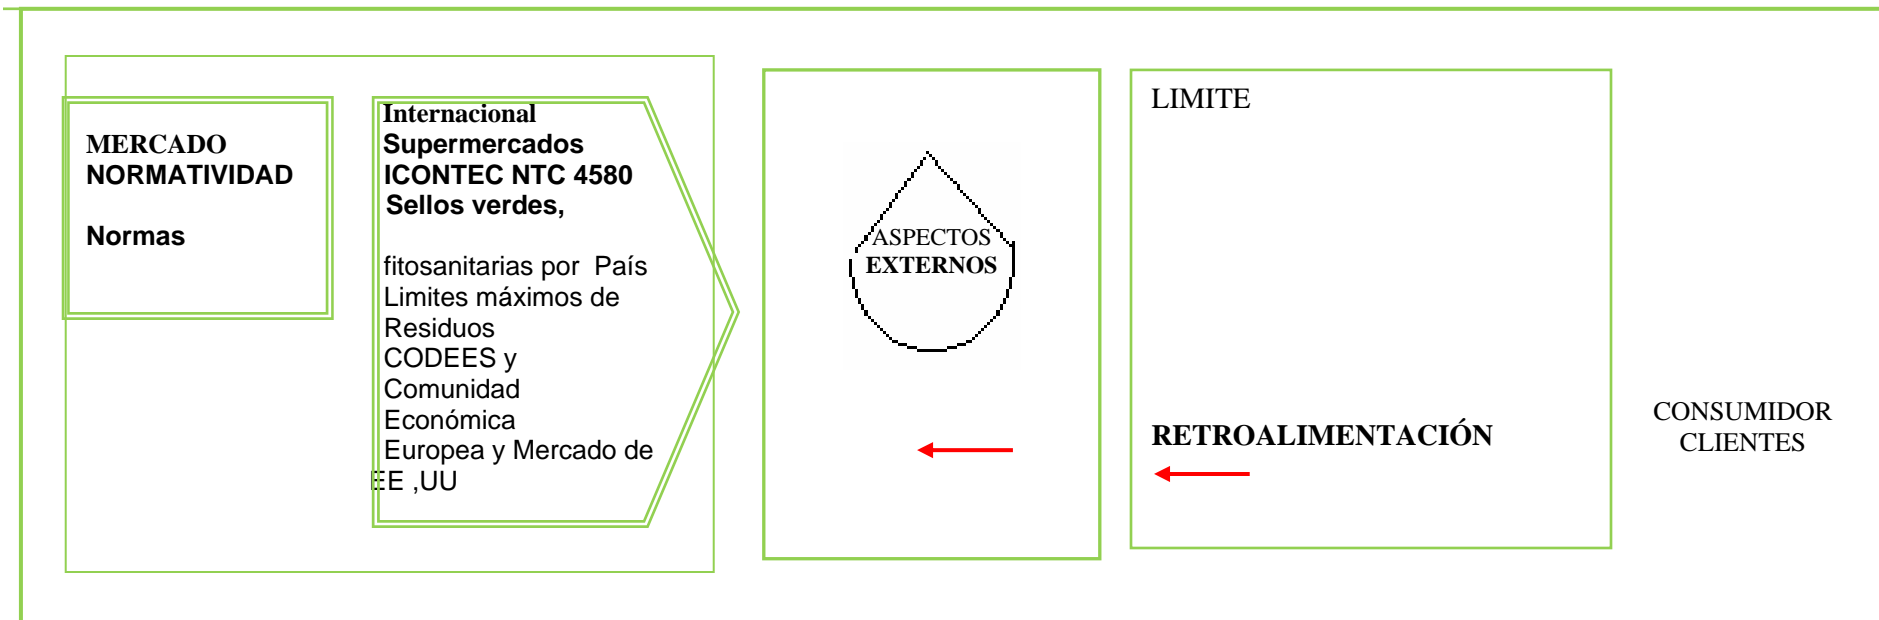 MERCADO
NORMATIVIDAD
Normas
Internacional
Supermercados
ICONTEC NTC 4580
Sellos verdes,
fitosanitarias por País
Limites máximos de
Residuos
CODEES y
Comunidad
Económica
Europea y Mercado de
EE ,UU
ASPECTOS
EXTERNOS
LIMITE
RETROALIMENTACIÓN
CONSUMIDOR
CLIENTES